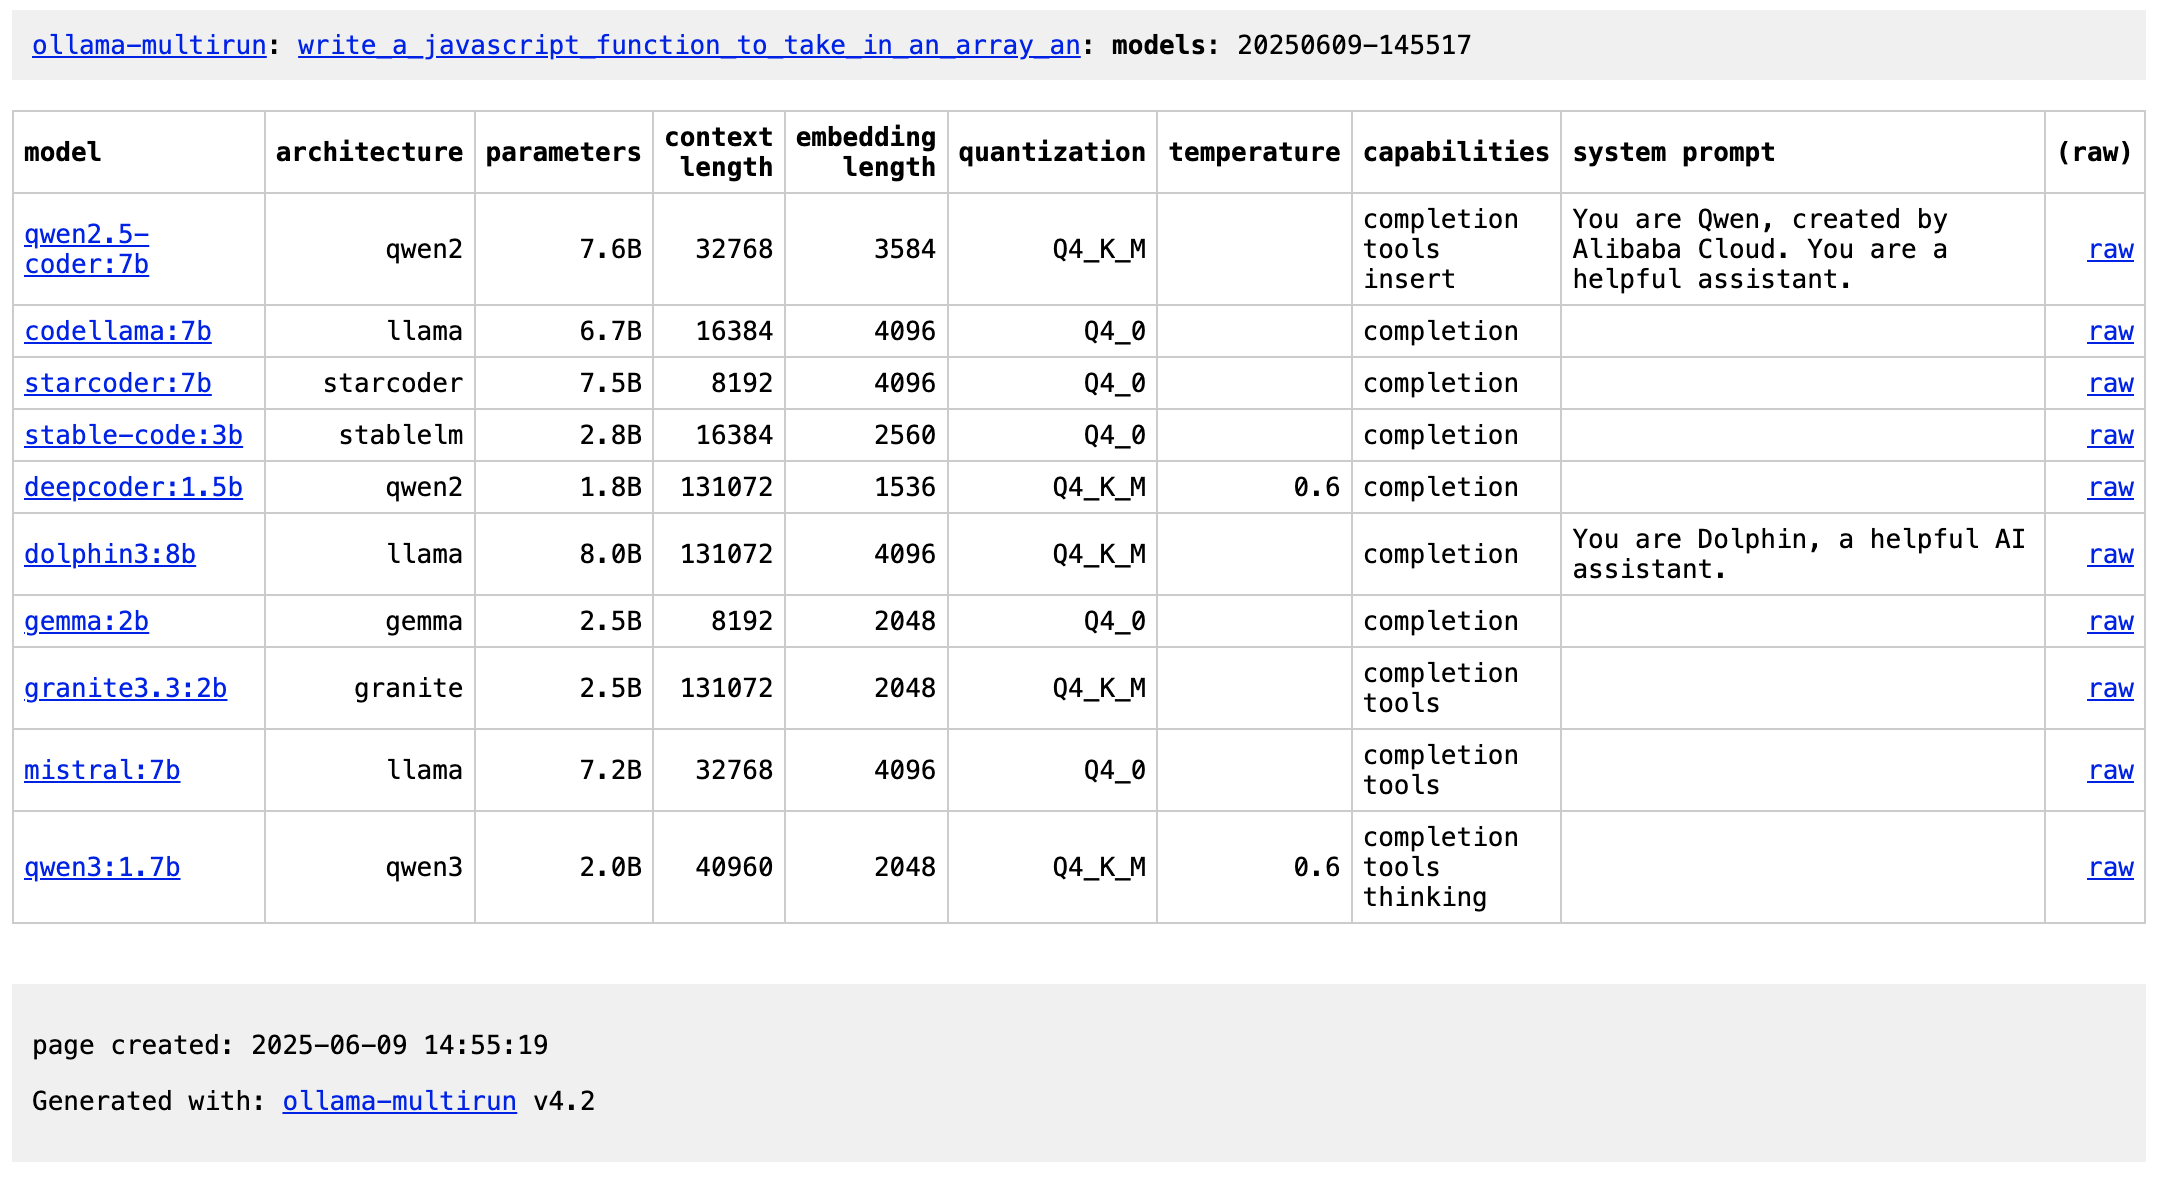 ollama-multirun: write_a_javascript_function_to_take_in_an_array_an: models: 20250609-145517
model architecture parameters context length embedding length quantization temperature capabilities system prompt (raw)
qwen2.5-coder:7b qwen2 7.6B 32768 3584 Q4_K_M completion tools insert You are Qwen, created by Alibaba Cloud. You are a helpful assistant. raw
codellama:7b llama 6.7B 16384 4096 Q4_0 completion raw
starcoder:7b starcoder 7.5B 8192 4096 Q4_0 completion raw
stable-code:3b stablelm 2.8B 16384 2560 Q4_0 completion raw
deepcoder:1.5b qwen2 1.8B 131072 1536 Q4_K_M 0.6 completion raw
dolphin3:8b llama 8.0B 131072 4096 Q4_K_M completion You are Dolphin, a helpful AI assistant. raw
gemma:2b gemma 2.5B 8192 2048 Q4_0 completion raw
granite3.3:2b granite 2.5B 131072 2048 Q4_K_M completion tools raw
mistral:7b llama 7.2B 32768 4096 Q4_0 completion tools raw
qwen3:1.7b qwen3 2.0B 40960 2048 Q4_K_M 0.6 completion tools thinking raw
page created: 2025-06-09 14:55:19
Generated with: ollama-multirun v4.2